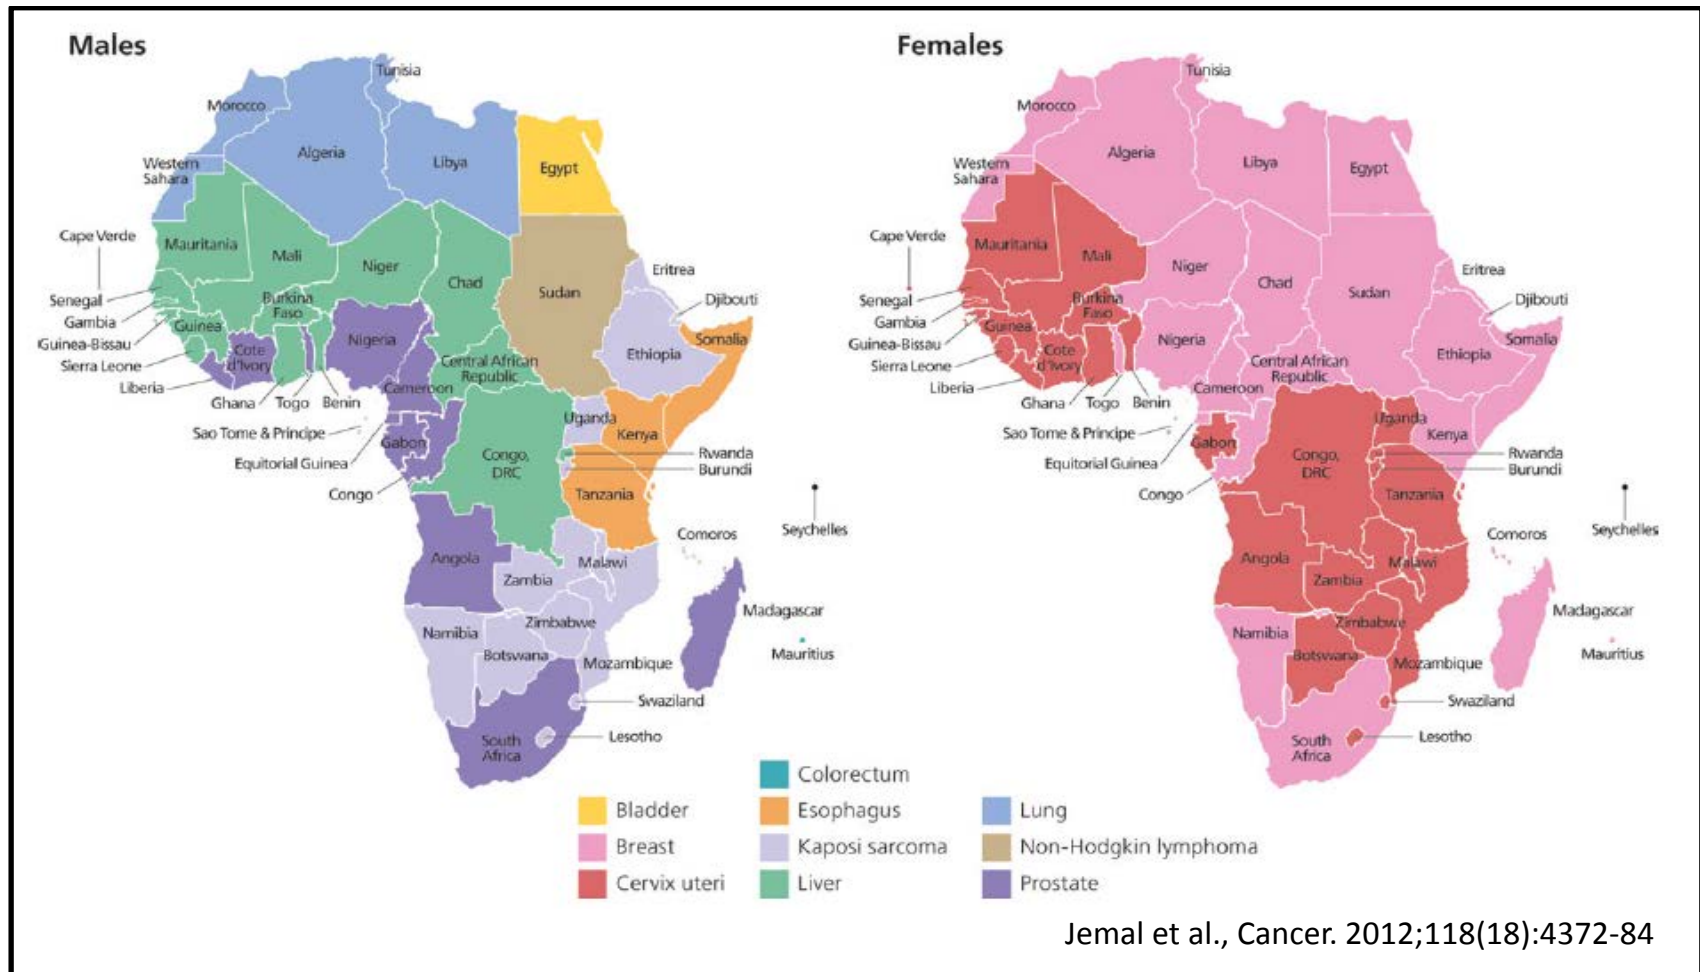 Males
Tunisia
Morocco
Algeria
Libya
Egypt
Western
Sahara
Cape Verde
Mauritania
Mali
Niger
Chad
Sudan
Eritrea
Senegal
Burkina
Faso
Djibouti
Gambia
Guinea
Nigeria
Somalia
Guinea-Bissau
Cote
d'Ivory
Ethiopia
Sierra Leone
Central African
Republic
Liberia
Cameroon
Ghana
Togo
Benin
Uganda
Sao Tome & Principe
Gabon
Kenya
Equitorial Guinea
Congo,
DRC
Rwanda
Burundi
Congo
Tanzania
Seychelles
Comoros
Angola
Malawi
Zambia
Madagascar
Namibia
Zimbabwe
Botswana
Mozambique
Mauritius
Swaziland
South
Africa
Lesotho
Females
Tunisia
Morocco
Algeria
Libya
Egypt
Western
Sahara
Cape Verde
Mauritania
Mali
Niger
Chad
Sudan
Eritrea
Senegal
Burkina
Faso
Djibouti
Gambia
Guinea
Nigeria
Somalia
Guinea-Bissau
Cote
d'Ivory
Ethiopia
Sierra Leone
Central African
Republic
Liberia
Cameroon
Ghana
Togo
Benin
Uganda
Sao Tome & Principe
Gabon
Kenya
Equitorial Guinea
Congo,
DRC
Rwanda
Burundi
Congo
Tanzania
Seychelles
Comoros
Angola
Malawi
Zambia
Madagascar
Namibia
Zimbabwe
Botswana
Mozambique
Mauritius
Swaziland
South
Africa
Lesotho
Colorectum
Bladder
Esophagus
Lung
Breast
Kaposi sarcoma
Non-Hodgkin lymphoma
Cervix uteri
Liver
Prostate
Jemal et al., Cancer. 2012;118(18):4372-84